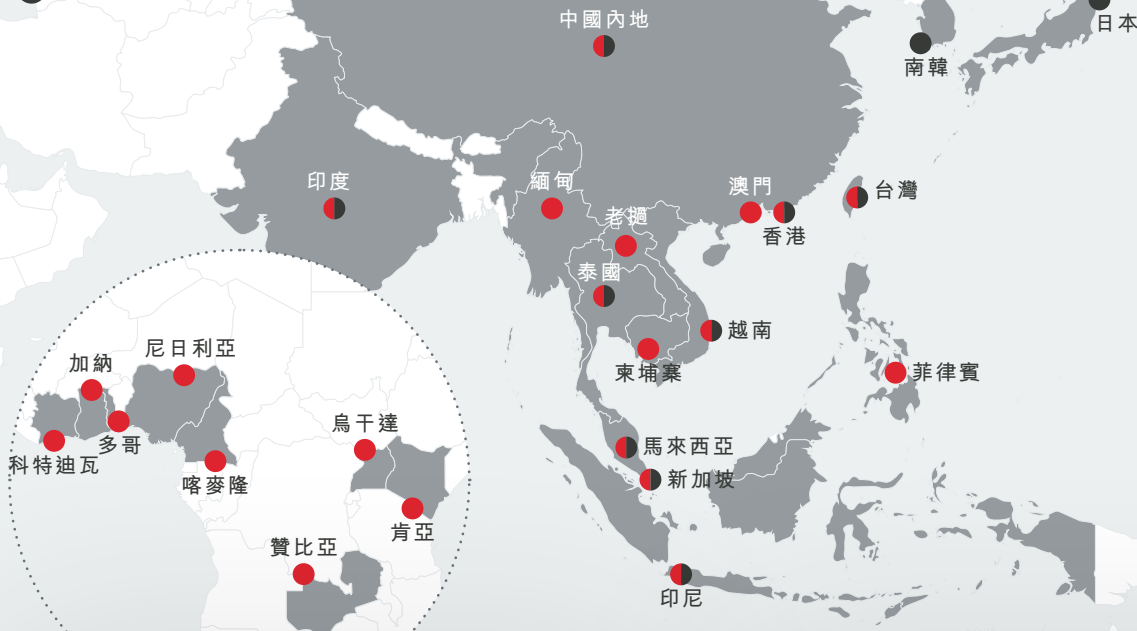 中國內地
日本
南韓
印度
緬甸
澳門
台灣
老撾
香港
泰國
越南
尼日利亞
加納
柬埔寨
菲律賓
烏干達
多哥
馬來西亞
科特迪瓦
新加坡
喀麥隆
肯亞
贊比亞
印尼